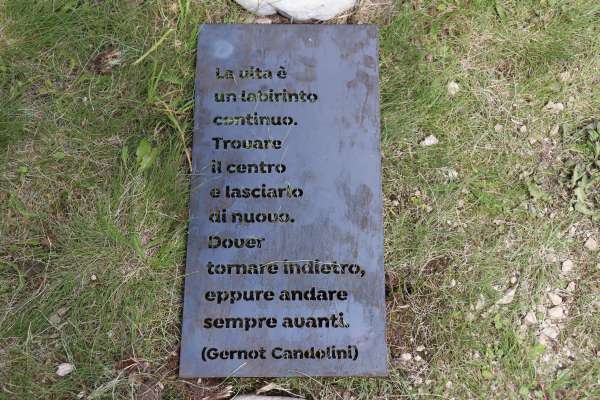 La vita è
un labirinto
continuo.
Trovare
il centro
e lasciarlo
di nuovo.
Dover
tornare indietro,
eppure andare
sempre avanti.
(Gernot Candolini)